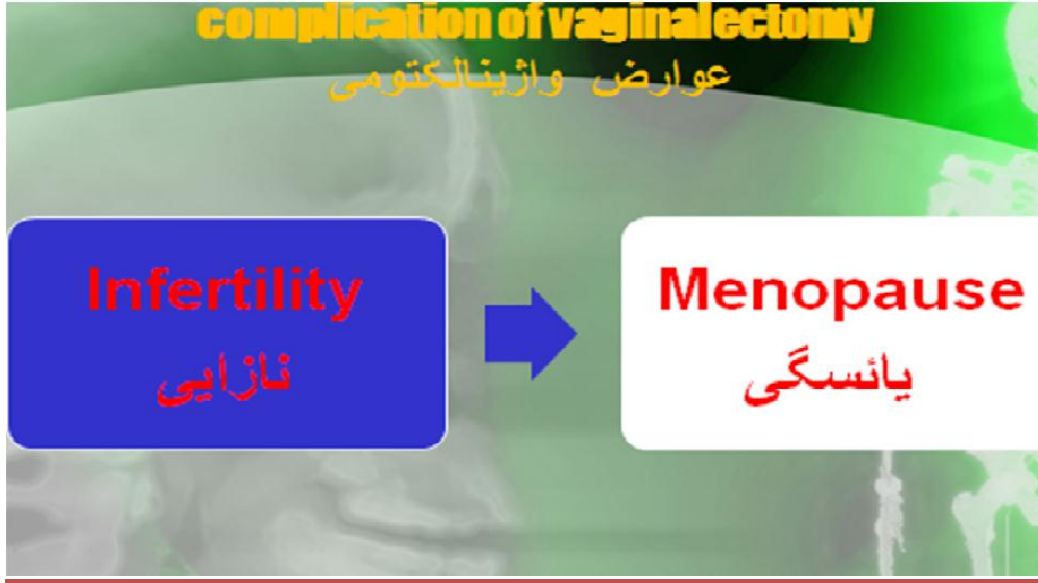 complication of vaginalectomy
عوارض واژینالکتومی
Infertility
نازایی
Menopause
یائسگی